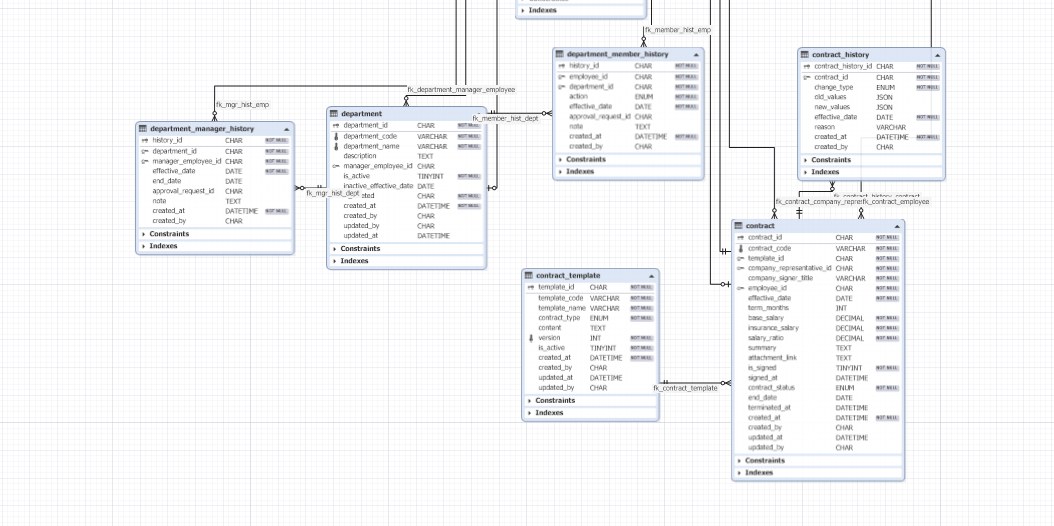 Indexes
fk_member_hist_emp
department_member_history
history_id CHAR NOT NULL
employee_id CHAR NOT NULL
department_id CHAR NOT NULL
action ENUM NOT NULL
effective_date DATE NOT NULL
approval_request_id CHAR
note TEXT
created_at DATETIME NOT NULL
created_by CHAR
Constraints
Indexes
contract_history
contract_history_id CHAR NOT NULL
contract_id CHAR NOT NULL
change_type ENUM NOT NULL
old_values JSON
new_values JSON
effective_date DATE NOT NULL
reason VARCHAR
created_at DATETIME NOT NULL
created_by CHAR
Constraints
Indexes
fk_department_manager_employee
fk_mgr_hist_emp
fk_member_hist_dept
department_manager_history
history_id CHAR NOT NULL
department_id CHAR NOT NULL
manager_employee_id CHAR NOT NULL
effective_date DATE NOT NULL
end_date DATE
approval_request_id CHAR
note TEXT
created_at DATETIME NOT NULL
created_by CHAR
Constraints
Indexes
fk_mgr_hist_dept
department
department_id CHAR NOT NULL
department_code VARCHAR NOT NULL
department_name VARCHAR NOT NULL
description TEXT
manager_employee_id CHAR
is_active TINYINT NOT NULL
inactive_effective_date DATE
CHAR NOT NULL
created_at DATETIME NOT NULL
created_by CHAR
updated_by CHAR
updated_at DATETIME
Constraints
Indexes
fk_contract_history_contract
fk_contract_company_repre
fk_contract_employee
contract
contract_id CHAR NOT NULL
contract_code VARCHAR NOT NULL
template_id CHAR NOT NULL
company_representative_id CHAR NOT NULL
company_signer_title VARCHAR NOT NULL
employee_id CHAR NOT NULL
effective_date DATE NOT NULL
term_months INT
base_salary DECIMAL NOT NULL
insurance_salary DECIMAL NOT NULL
salary_ratio DECIMAL NOT NULL
summary TEXT
attachment_link TEXT
is_signed TINYINT NOT NULL
signed_at DATETIME
contract_status ENUM NOT NULL
end_date DATE
terminated_at DATETIME
created_at DATETIME NOT NULL
created_by CHAR
updated_at DATETIME
updated_by CHAR
Constraints
Indexes
contract_template
template_id CHAR NOT NULL
template_code VARCHAR NOT NULL
template_name VARCHAR NOT NULL
contract_type ENUM NOT NULL
content TEXT
version INT NOT NULL
is_active TINYINT NOT NULL
created_at DATETIME NOT NULL
created_by CHAR
updated_at DATETIME
updated_by CHAR
Constraints
Indexes
fk_contract_template